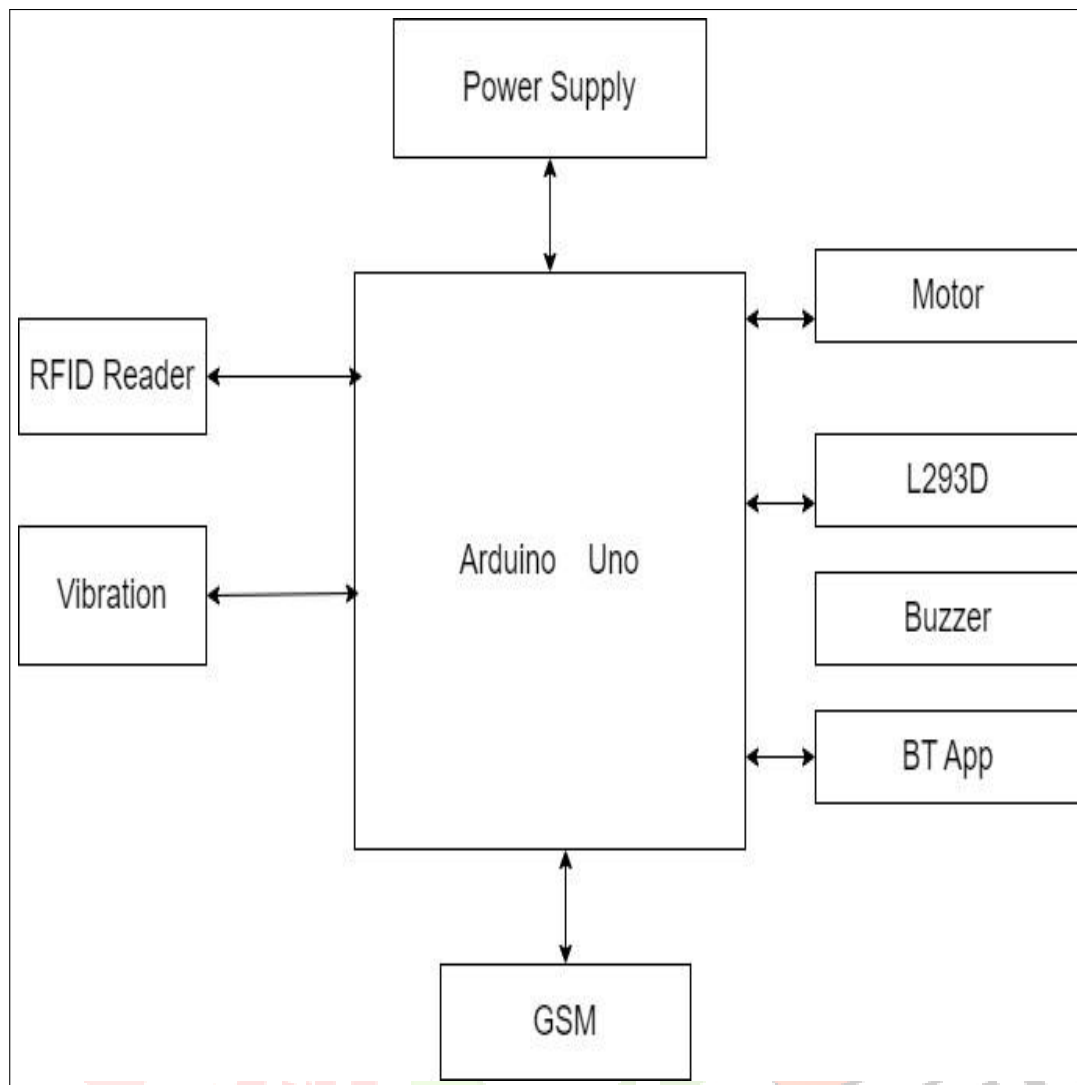 Power Supply
Motor
RFID Reader
L293D
Arduino Uno
Vibration
Buzzer
BT App
GSM